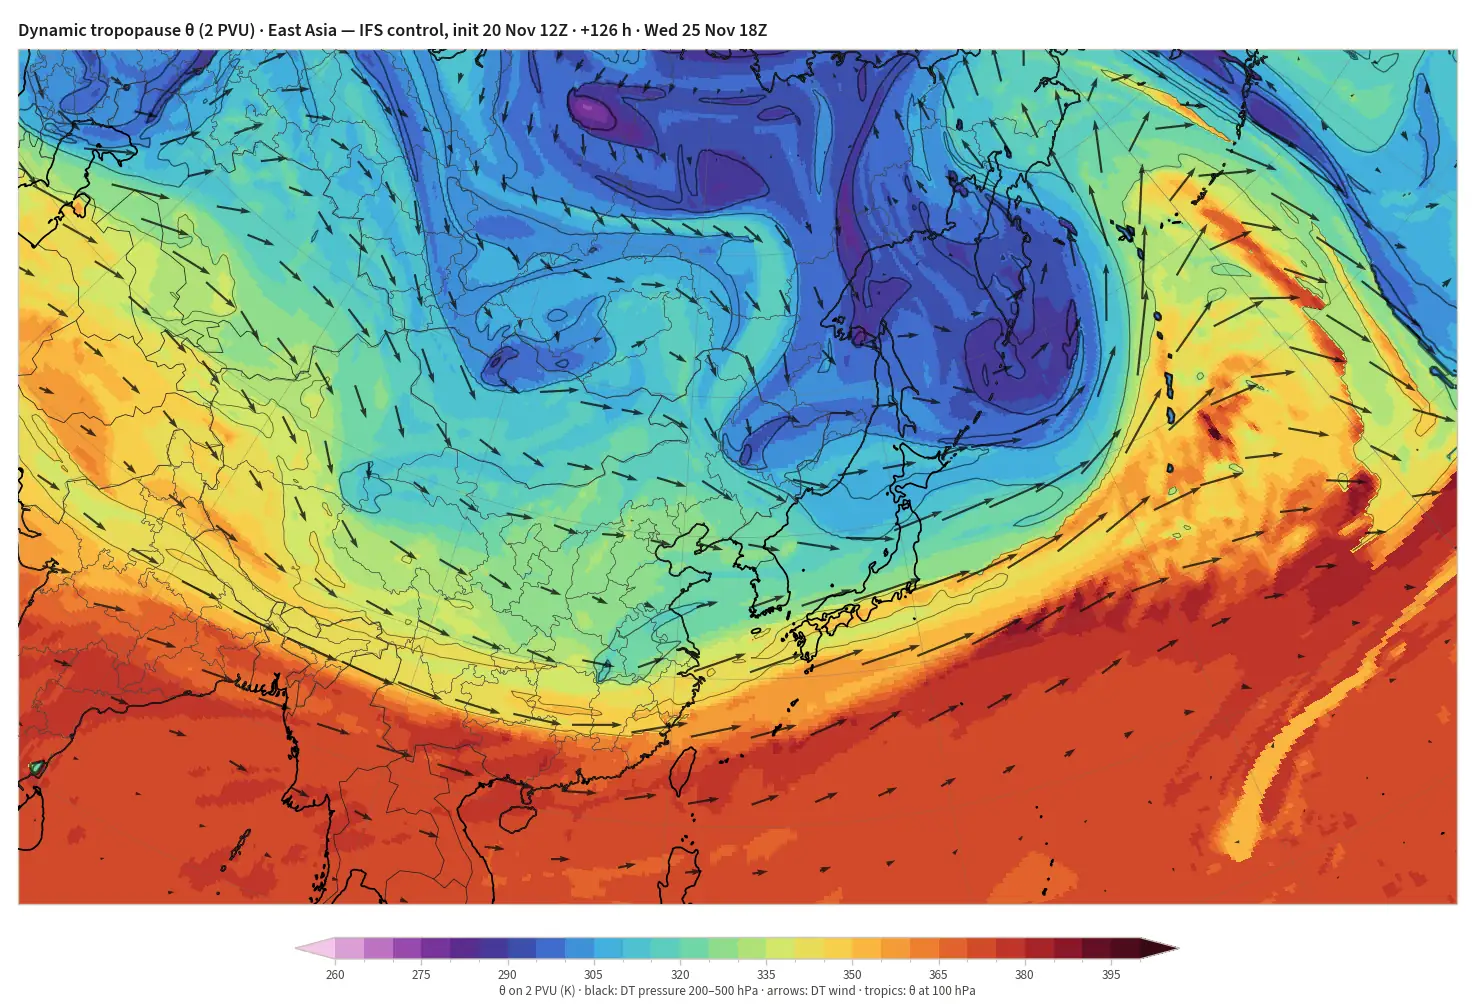 Dynamic tropopause θ (2 PVU) · East Asia — IFS control, init 20 Nov 12Z · +126 h · Wed 25 Nov 18Z
260 275 290 305 320 335 350 365 380 395
θ on 2 PVU (K) · black: DT pressure 200–500 hPa · arrows: DT wind · tropics: θ at 100 hPa